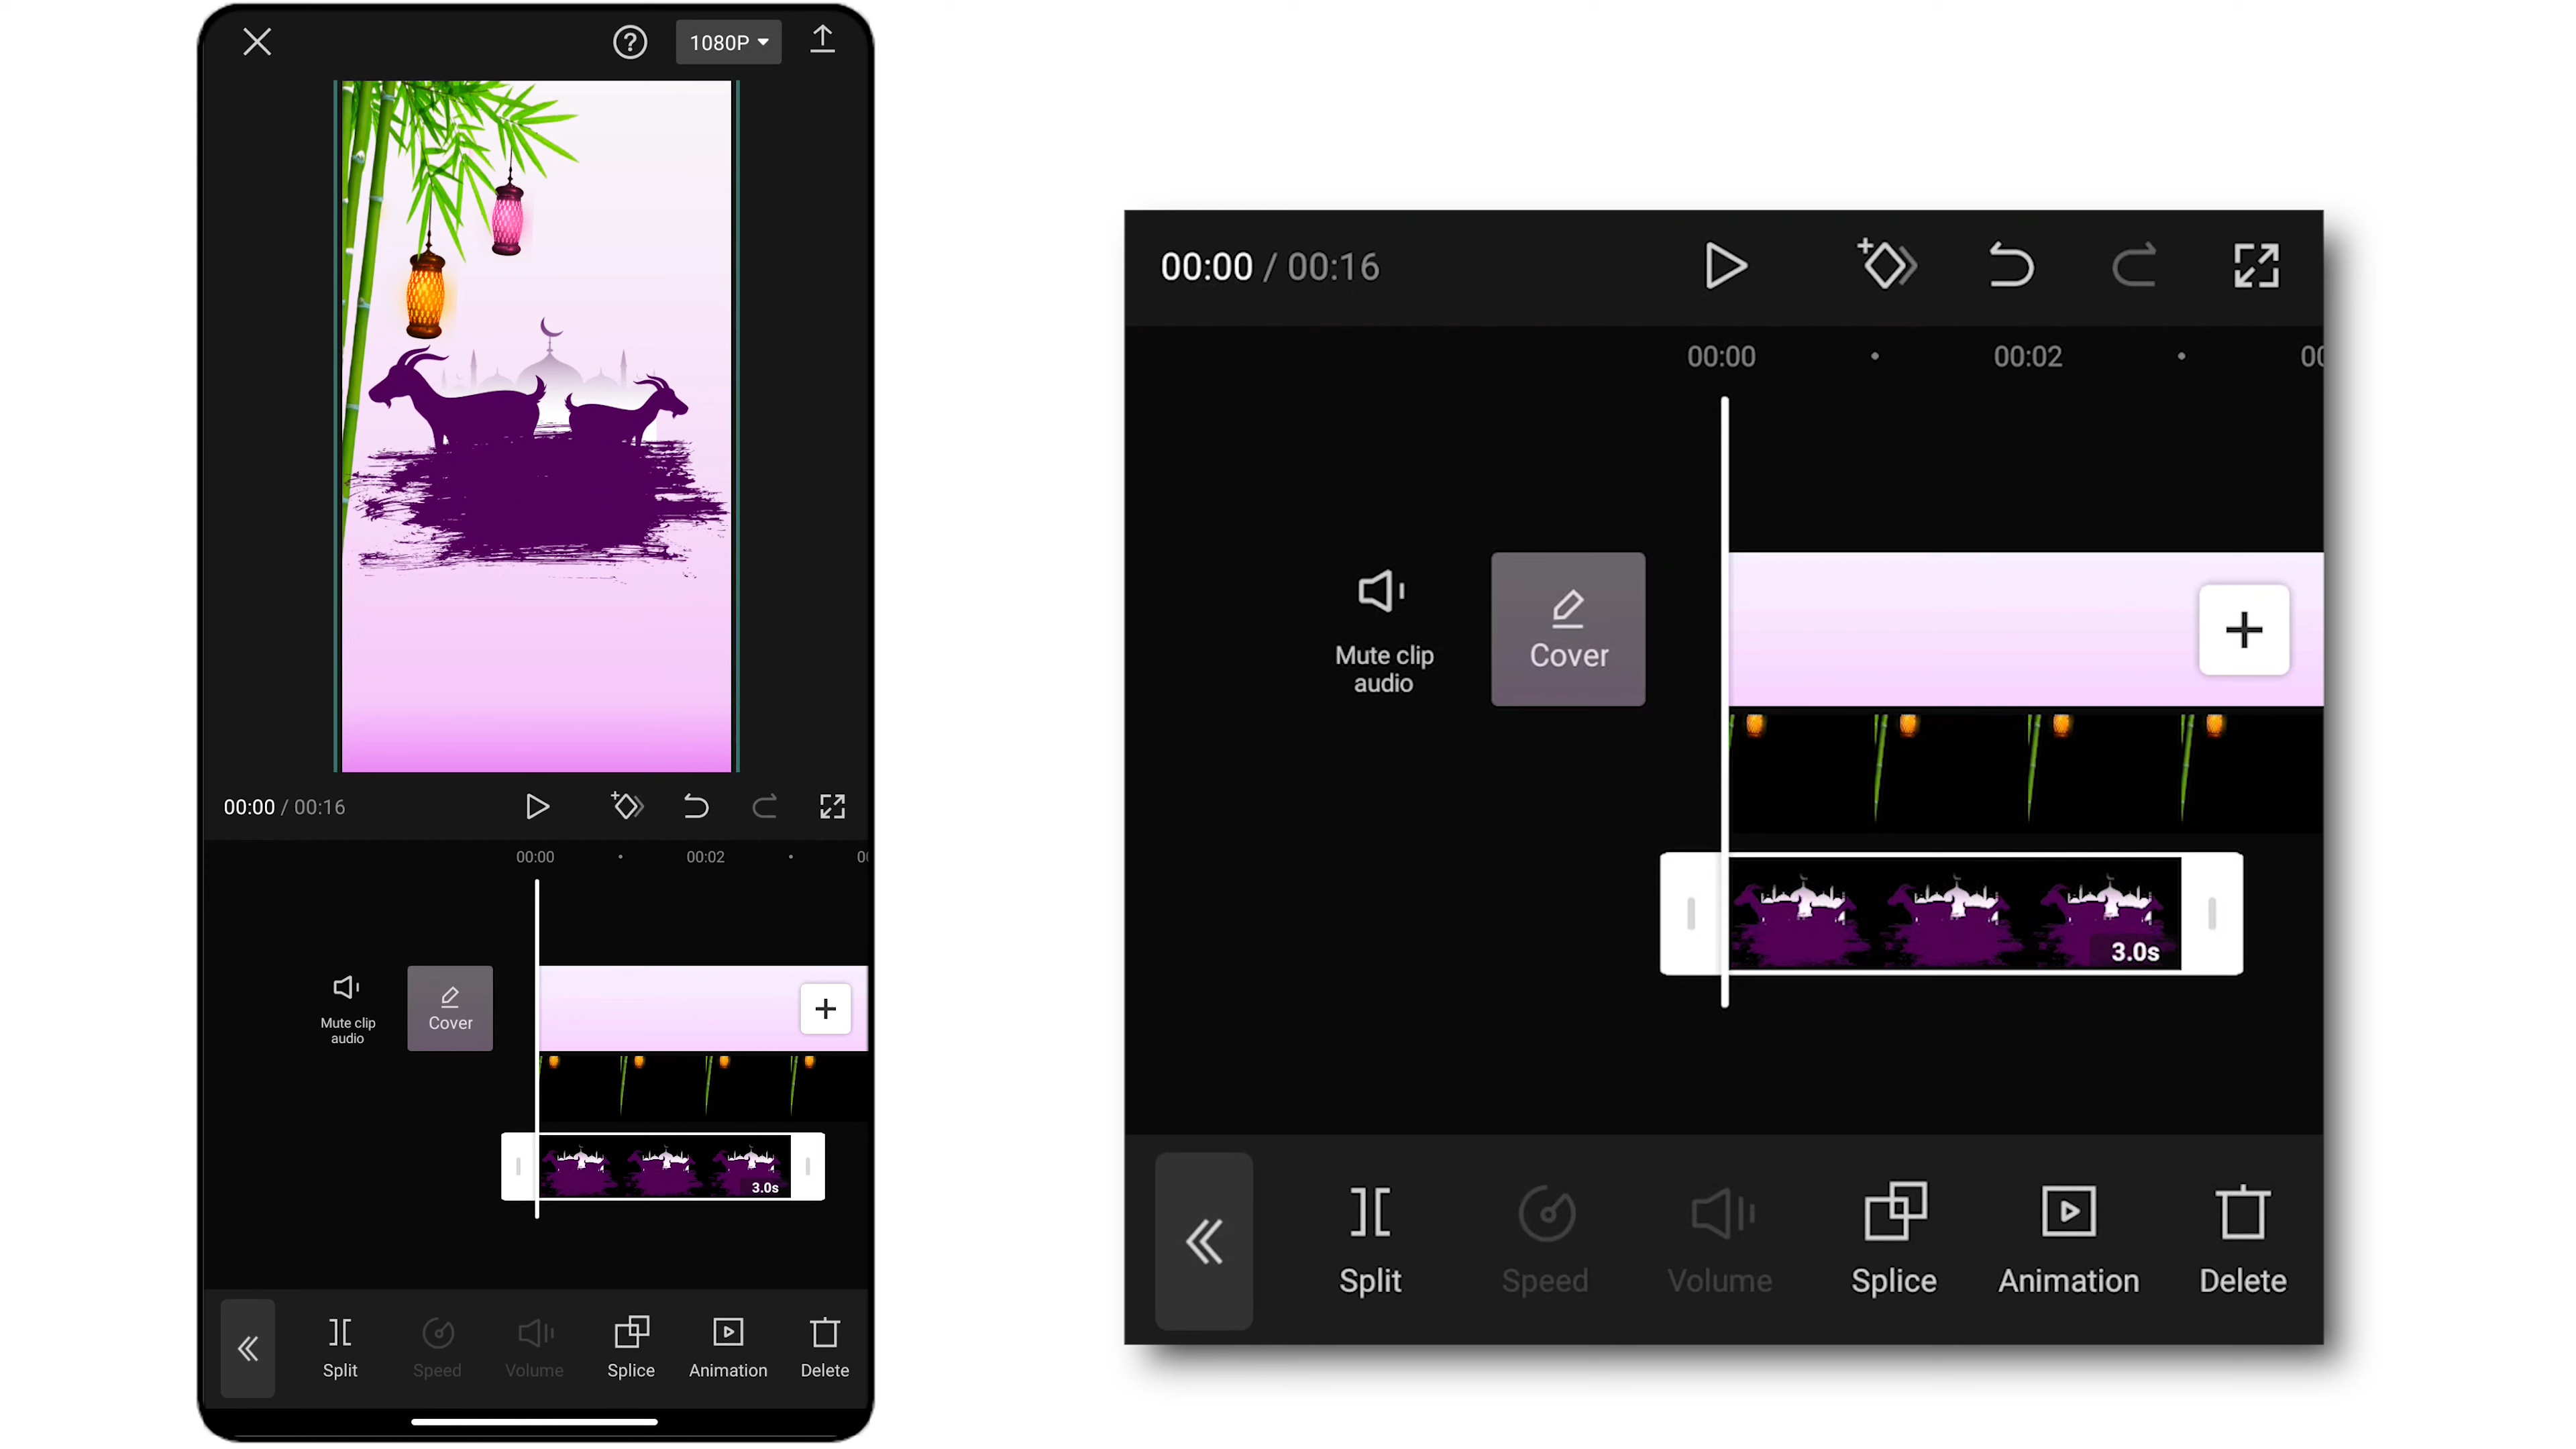 1080P
00:00 / 00:16
00:00 00:02
Mute clip
audio
Cover
3.0s
Split Speed Volume Splice Animation Delete
00:00 / 00:16
00:00 00:02
Mute clip
audio
Cover
3.0s
Split Speed Volume Splice Animation Delete